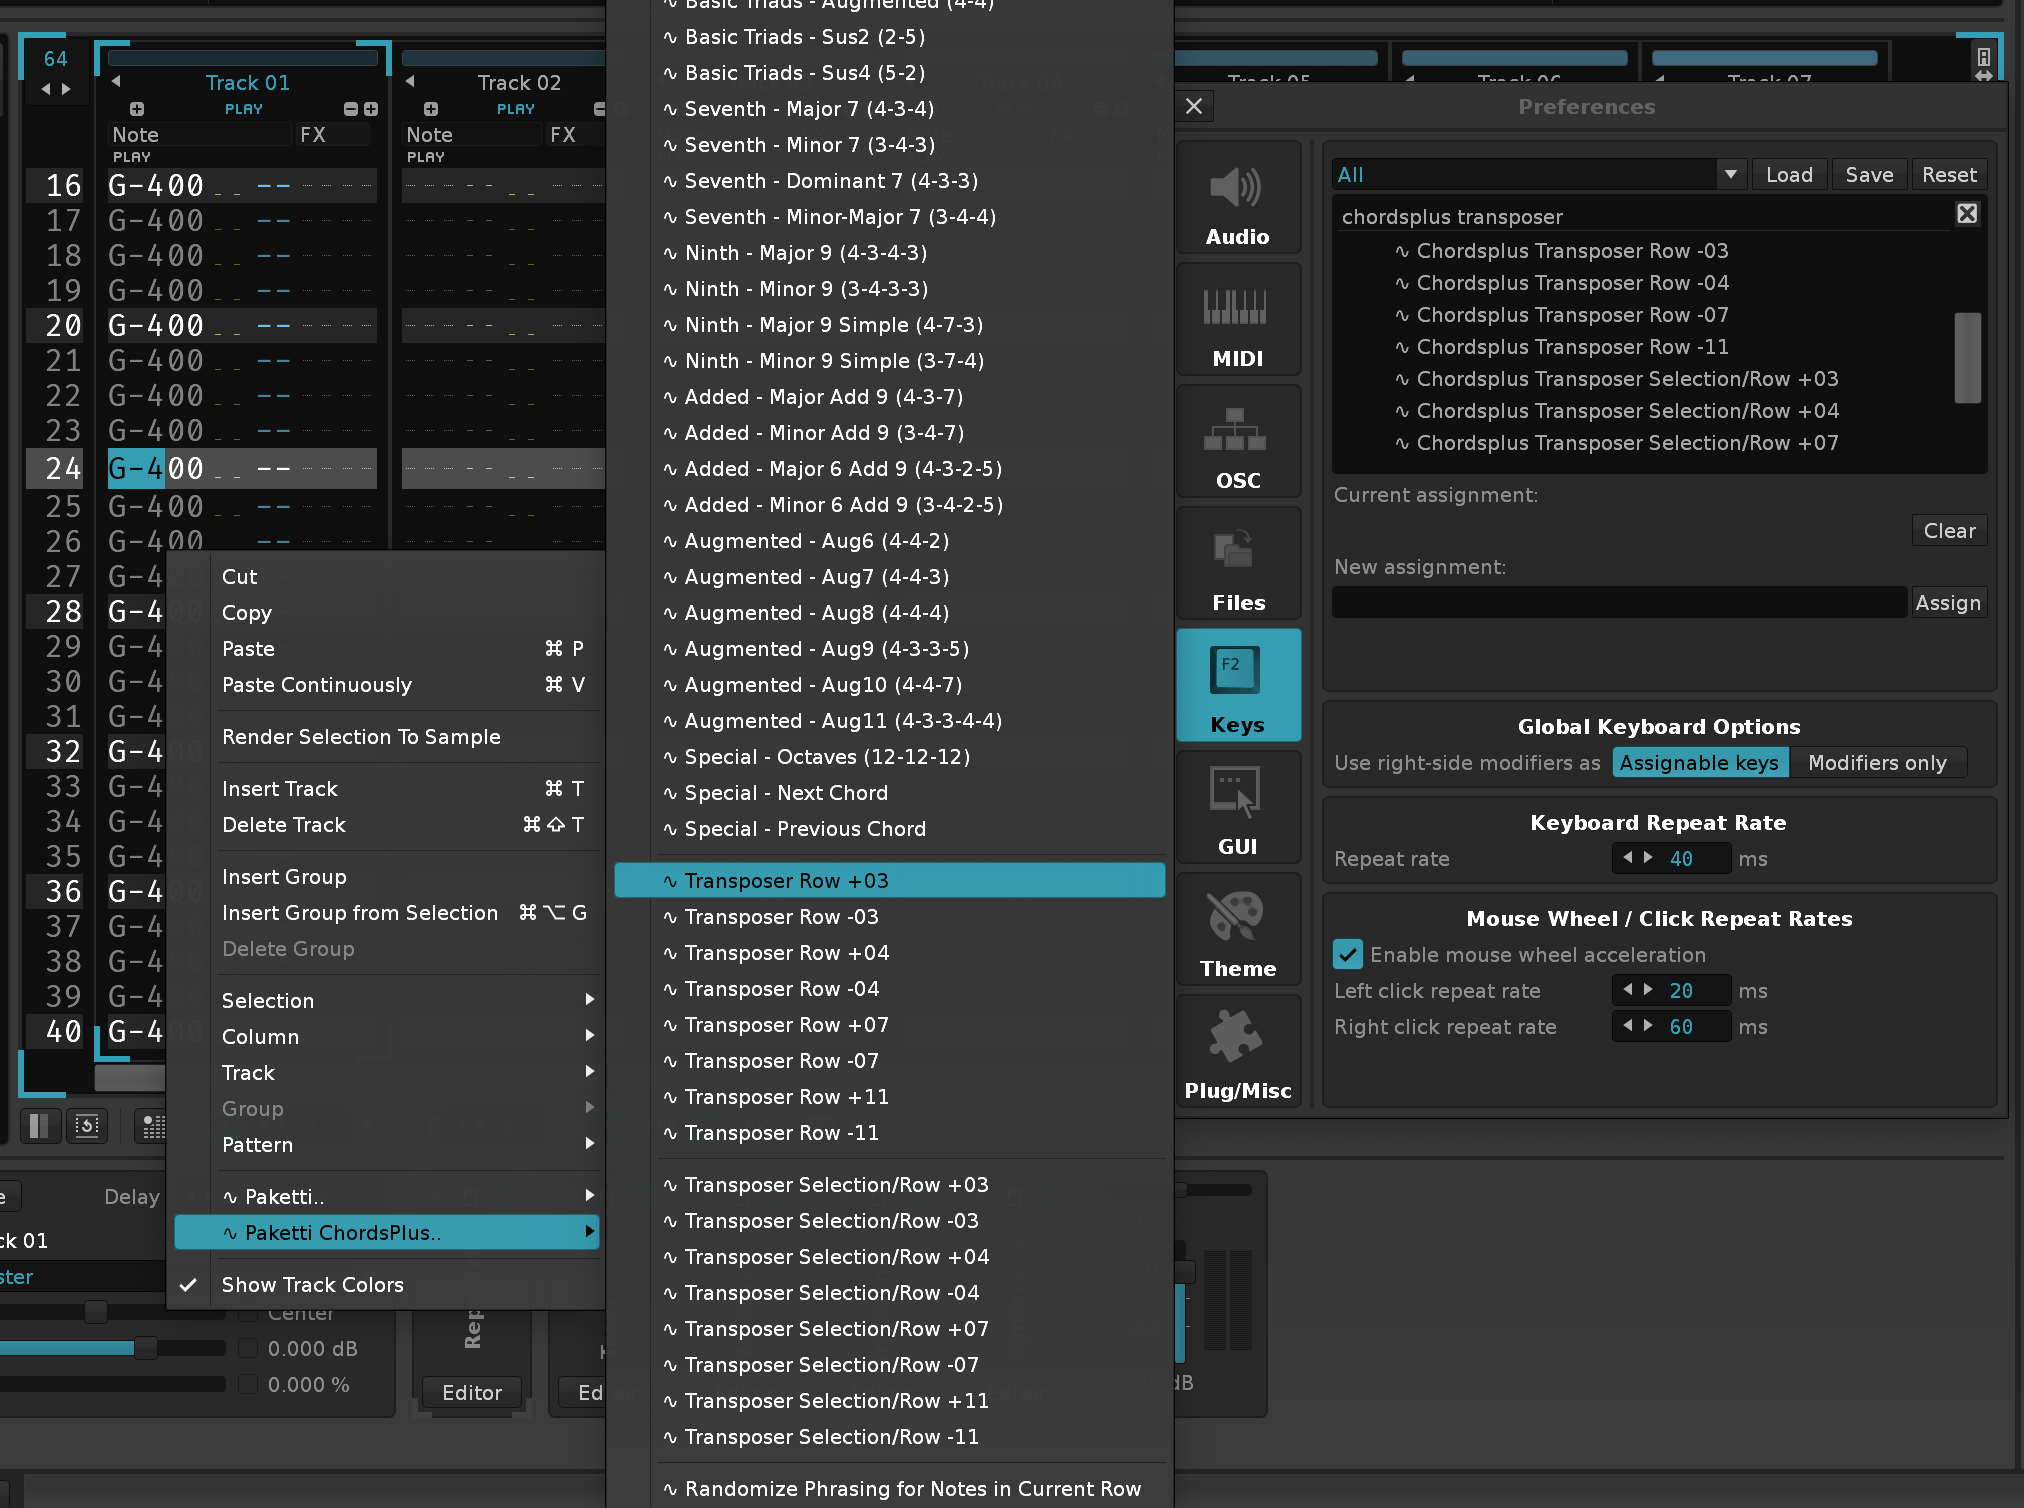 64
Track 01
PLAY
Note FX
PLAY
Track 02
PLAY
Note FX
PLAY
16 G-400
17 G-400
18 G-400
19 G-400
20 G-400
21 G-400
22 G-400
23 G-400
24 G-400
25 G-400
26 G-400
27 G-4
28 G-4
29 G-4
30 G-4
31 G-4
32 G-4
33 G-4
34 G-4
35 G-4
36 G-4
37 G-4
38 G-4
39 G-4
40 G-4
Cut
Copy
Paste ⌘ P
Paste Continuously ⌘ V
Render Selection To Sample
Insert Track ⌘ T
Delete Track ⌘⇧ T
Insert Group
Insert Group from Selection ⌘⌥ G
Delete Group
Selection
Column
Track
Group
Pattern
∿ Paketti..
∿ Paketti ChordsPlus..
Show Track Colors
∿ Basic Triads - Augmented (4-4)
∿ Basic Triads - Sus2 (2-5)
∿ Basic Triads - Sus4 (5-2)
∿ Seventh - Major 7 (4-3-4)
∿ Seventh - Minor 7 (3-4-3)
∿ Seventh - Dominant 7 (4-3-3)
∿ Seventh - Minor-Major 7 (3-4-4)
∿ Ninth - Major 9 (4-3-4-3)
∿ Ninth - Minor 9 (3-4-3-3)
∿ Ninth - Major 9 Simple (4-7-3)
∿ Ninth - Minor 9 Simple (3-7-4)
∿ Added - Major Add 9 (4-3-7)
∿ Added - Minor Add 9 (3-4-7)
∿ Added - Major 6 Add 9 (4-3-2-5)
∿ Added - Minor 6 Add 9 (3-4-2-5)
∿ Augmented - Aug6 (4-4-2)
∿ Augmented - Aug7 (4-4-3)
∿ Augmented - Aug8 (4-4-4)
∿ Augmented - Aug9 (4-3-3-5)
∿ Augmented - Aug10 (4-4-7)
∿ Augmented - Aug11 (4-3-3-4-4)
∿ Special - Octaves (12-12-12)
∿ Special - Next Chord
∿ Special - Previous Chord
∿ Transposer Row +03
∿ Transposer Row -03
∿ Transposer Row +04
∿ Transposer Row -04
∿ Transposer Row +07
∿ Transposer Row -07
∿ Transposer Row +11
∿ Transposer Row -11
∿ Transposer Selection/Row +03
∿ Transposer Selection/Row -03
∿ Transposer Selection/Row +04
∿ Transposer Selection/Row -04
∿ Transposer Selection/Row +07
∿ Transposer Selection/Row -07
∿ Transposer Selection/Row +11
∿ Transposer Selection/Row -11
∿ Randomize Phrasing for Notes in Current Row
Track 05
Track 06
Track 07
Preferences
Audio
MIDI
OSC
Files
F2
Keys
GUI
Theme
Plug/Misc
All Load Save Reset
chordsplus transposer
∿ Chordsplus Transposer Row -03
∿ Chordsplus Transposer Row -04
∿ Chordsplus Transposer Row -07
∿ Chordsplus Transposer Row -11
∿ Chordsplus Transposer Selection/Row +03
∿ Chordsplus Transposer Selection/Row +04
∿ Chordsplus Transposer Selection/Row +07
Current assignment:
Clear
New assignment:
Assign
Global Keyboard Options
Use right-side modifiers as Assignable keys Modifiers only
Keyboard Repeat Rate
Repeat rate 40 ms
Mouse Wheel / Click Repeat Rates
Enable mouse wheel acceleration
Left click repeat rate 20 ms
Right click repeat rate 60 ms
Delay
ck 01
ster
Center
0.000 dB
0.000 %
Editor
Ed
dB